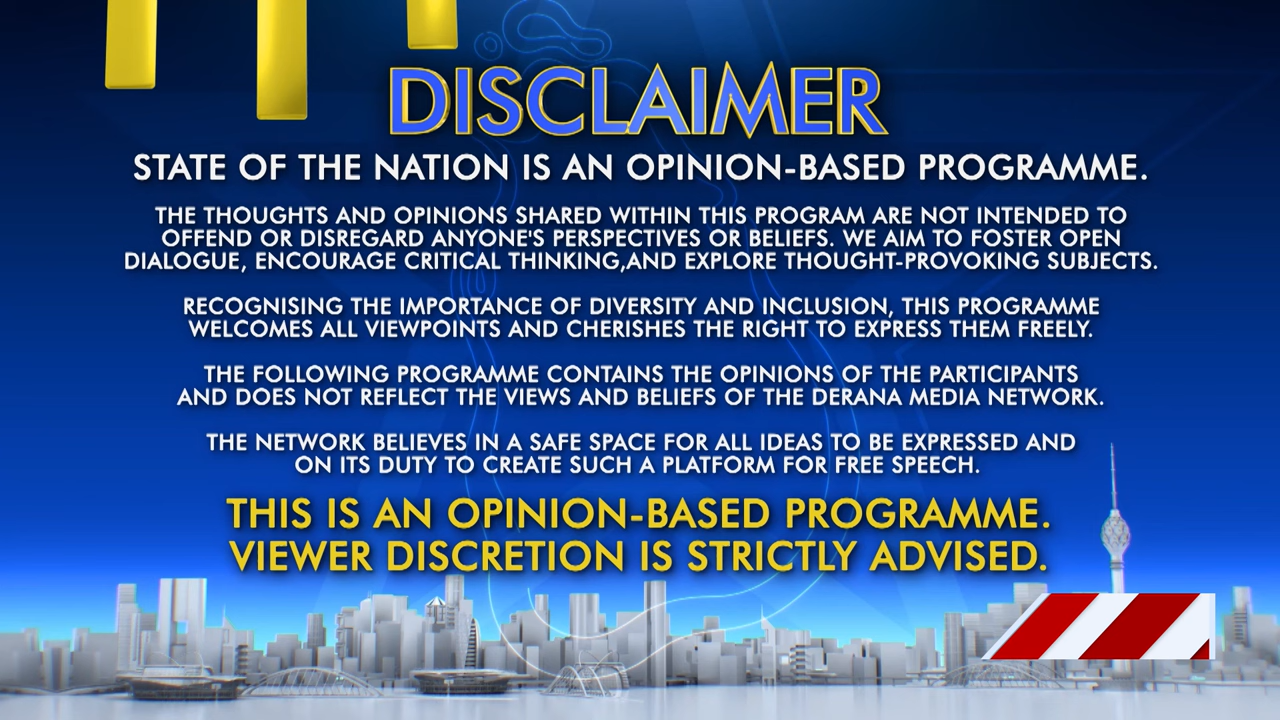 DISCLAIMER
STATE OF THE NATION IS AN OPINION-BASED PROGRAMME.
THE THOUGHTS AND OPINIONS SHARED WITHIN THIS PROGRAM ARE NOT INTENDED TO
OFFEND OR DISREGARD ANYONE'S PERSPECTIVES OR BELIEFS. WE AIM TO FOSTER OPEN
DIALOGUE, ENCOURAGE CRITICAL THINKING,AND EXPLORE THOUGHT-PROVOKING SUBJECTS.
RECOGNISING THE IMPORTANCE OF DIVERSITY AND INCLUSION, THIS PROGRAMME
WELCOMES ALL VIEWPOINTS AND CHERISHES THE RIGHT TO EXPRESS THEM FREELY.
THE FOLLOWING PROGRAMME CONTAINS THE OPINIONS OF THE PARTICIPANTS
AND DOES NOT REFLECT THE VIEWS AND BELIEFS OF THE DERANA MEDIA NETWORK.
THE NETWORK BELIEVES IN A SAFE SPACE FOR ALL IDEAS TO BE EXPRESSED AND
ON ITS DUTY TO CREATE SUCH A PLATFORM FOR FREE SPEECH.
THIS IS AN OPINION-BASED PROGRAMME.
VIEWER DISCRETION IS STRICTLY ADVISED.